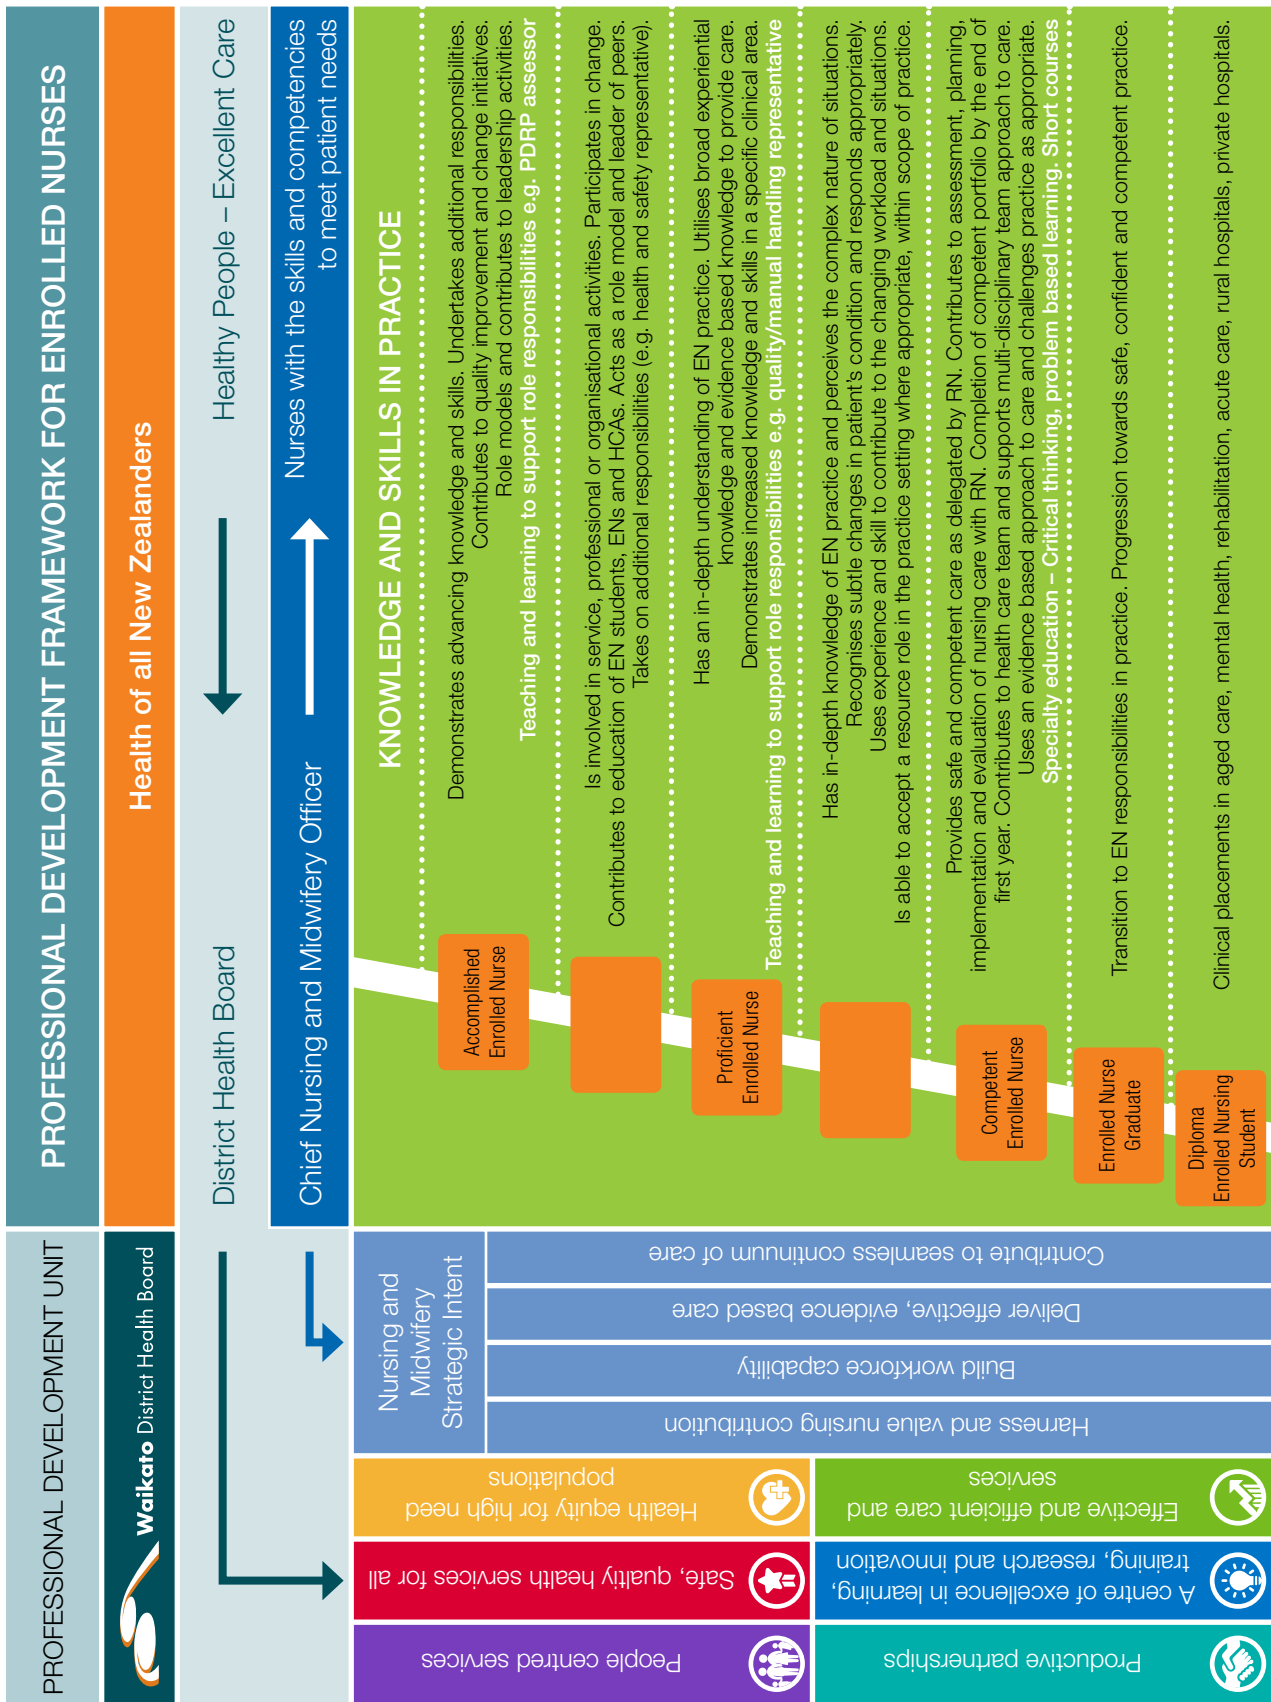 PROFESSIONAL DEVELOPMENT UNIT
PROFESSIONAL DEVELOPMENT FRAMEWORK FOR ENROLLED NURSES
Waikato District Health Board
Health of all New Zealanders
District Health Board
Healthy People – Excellent Care
Chief Nursing and Midwifery Officer
Nurses with the skills and competencies
to meet patient needs
People centred services
Safe, qualtiy health services for all
Health equity for high need
populations
Productive partnerships
A centre of excellence in learning,
training, research and innovation
Effective and efficient care and
services
Nursing and
Midwifery
Strategic Intent
Harness and value nursing contribution
Build workforce capability
Deliver effective, evidence based care
Contribute to seamless continuum of care
KNOWLEDGE AND SKILLS IN PRACTICE
Accomplished
Enrolled Nurse
Demonstrates advancing knowledge and skills. Undertakes additional responsibilities.
Contributes to quality improvement and change initiatives.
Role models and contributes to leadership activities.
Teaching and learning to support role responsibilities e.g. PDRP assessor
Is involved in service, professional or organisational activities. Participates in change.
Contributes to education of EN students, ENs and HCAs. Acts as a role model and leader of peers.
Takes on additional responsibilities (e.g. health and safety representative).
Proficient
Enrolled Nurse
Has an in-depth understanding of EN practice. Utilises broad experiential
knowledge and evidence based knowledge to provide care.
Demonstrates increased knowledge and skills in a specific clinical area.
Teaching and learning to support role responsibilities e.g. quality/manual handling representative
Has in-depth knowledge of EN practice and perceives the complex nature of situations.
Recognises subtle changes in patient's condition and responds appropriately.
Uses experience and skill to contribute to the changing workload and situations.
Is able to accept a resource role in the practice setting where appropriate, within scope of practice.
Competent
Enrolled Nurse
Provides safe and competent care as delegated by RN. Contributes to assessment, planning,
implementation and evaluation of nursing care with RN. Completion of competent portfolio by the end of
first year. Contributes to health care team and supports multi-disciplinary team approach to care.
Uses an evidence based approach to care and challenges practice as appropriate.
Specialty education – Critical thinking, problem based learning. Short courses
Enrolled Nurse
Graduate
Transition to EN responsibilities in practice. Progression towards safe, confident and competent practice.
Diploma
Enrolled Nursing
Student
Clinical placements in aged care, mental health, rehabilitation, acute care, rural hospitals, private hospitals.